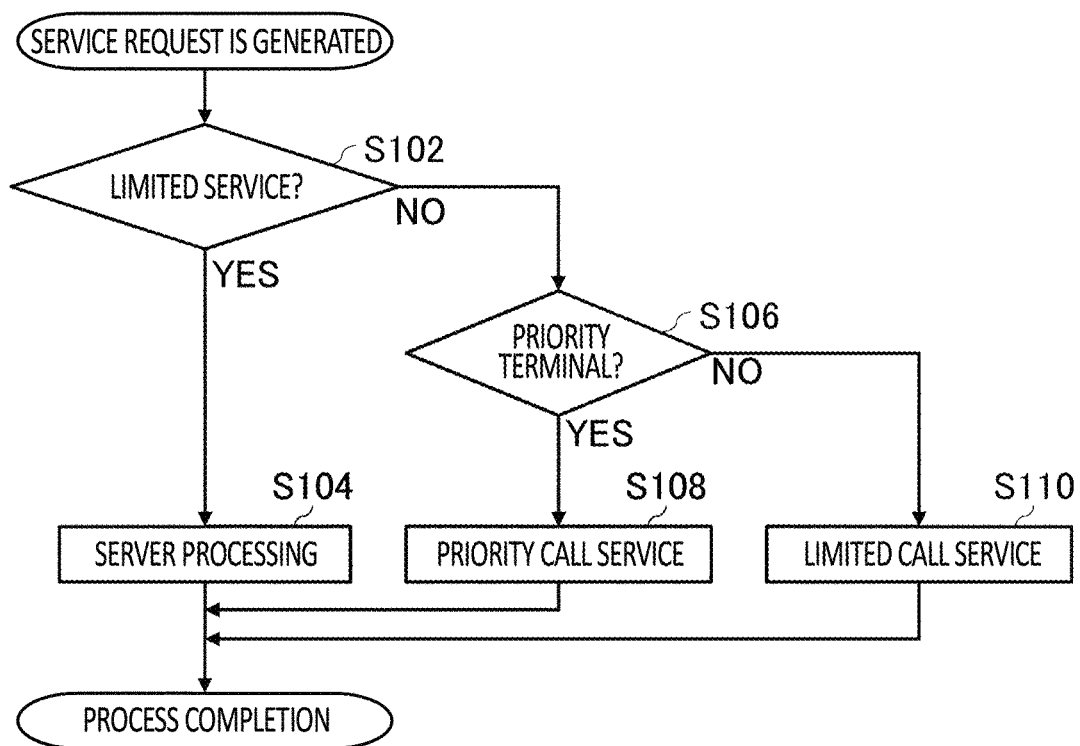 SERVICE REQUEST IS GENERATED
S102
LIMITED SERVICE?
NO
YES
S106
PRIORITY
TERMINAL?
NO
YES
S104
S108
S110
SERVER PROCESSING
PRIORITY CALL SERVICE
LIMITED CALL SERVICE
PROCESS COMPLETION